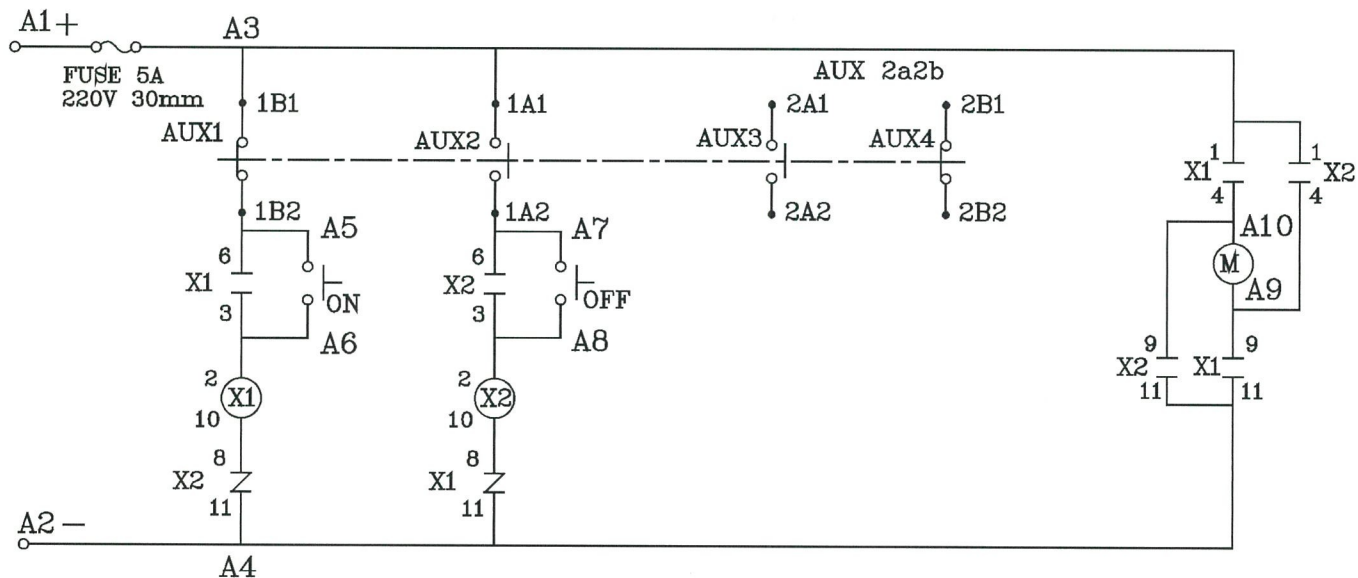 A1+
A3
FUSE 5A
220V 30mm
AUX 2a2b
1B1
1A1
2A1
2B1
AUX1
AUX2
AUX3
AUX4
1
X1
4
1
X2
4
1B2
1A2
2A2
2B2
A5
A7
A10
6
X1
3
ON
6
X2
3
OFF
M
A9
A6
A8
9
X2
11
9
X1
11
2
X1
10
2
X2
10
8
X2
11
8
X1
11
A2-
A4